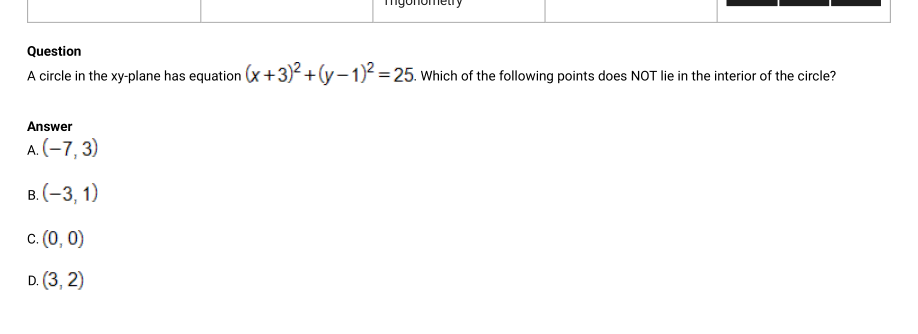 Trigonometry
Question
A circle in the xy-plane has equation (x+3)² + (y−1)² = 25. Which of the following points does NOT lie in the interior of the circle?
Answer
A. (−7, 3)
B. (−3, 1)
C. (0, 0)
D. (3, 2)